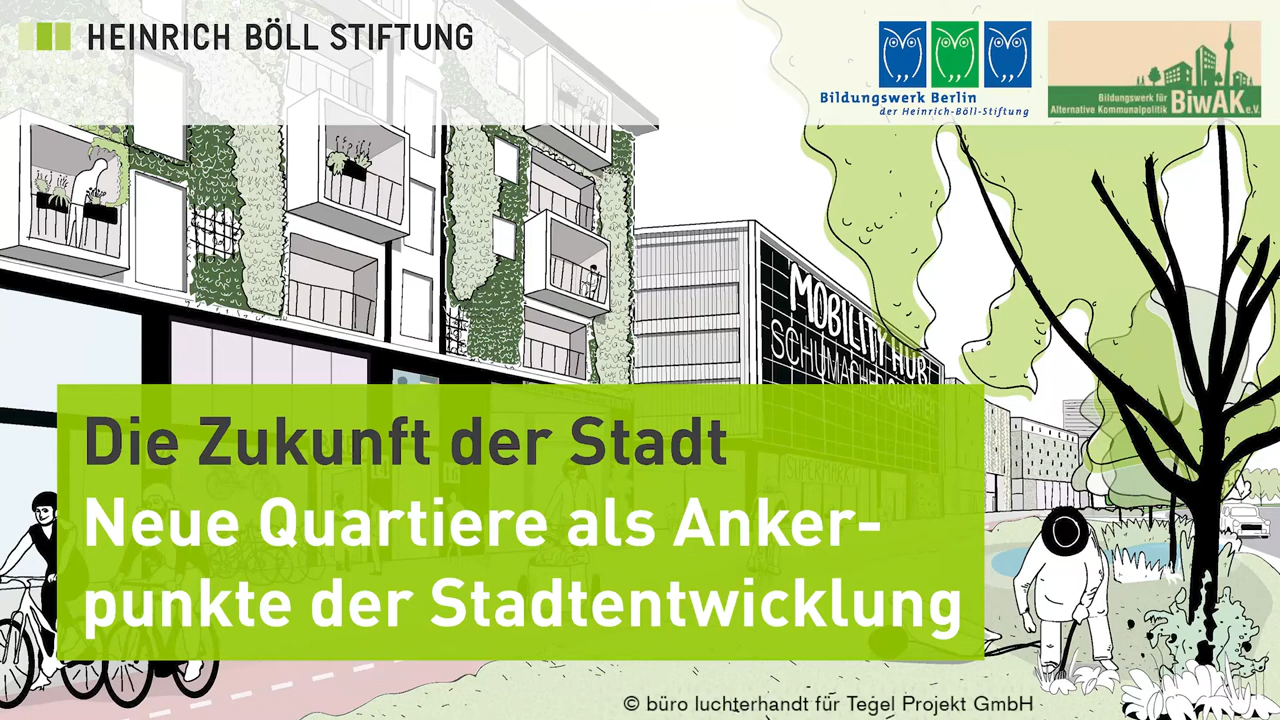 HEINRICH BÖLL STIFTUNG
Bildungswerk Berlin
der Heinrich-Böll-Stiftung
Bildungswerk für
Alternative Kommunalpolitik
BiwAK e.V.
MOBILITY HUB
SCHUMACHER QUARTIER
SUPERMARKT
Die Zukunft der Stadt
Neue Quartiere als Anker-
punkte der Stadtentwicklung
© büro luchterhandt für Tegel Projekt GmbH